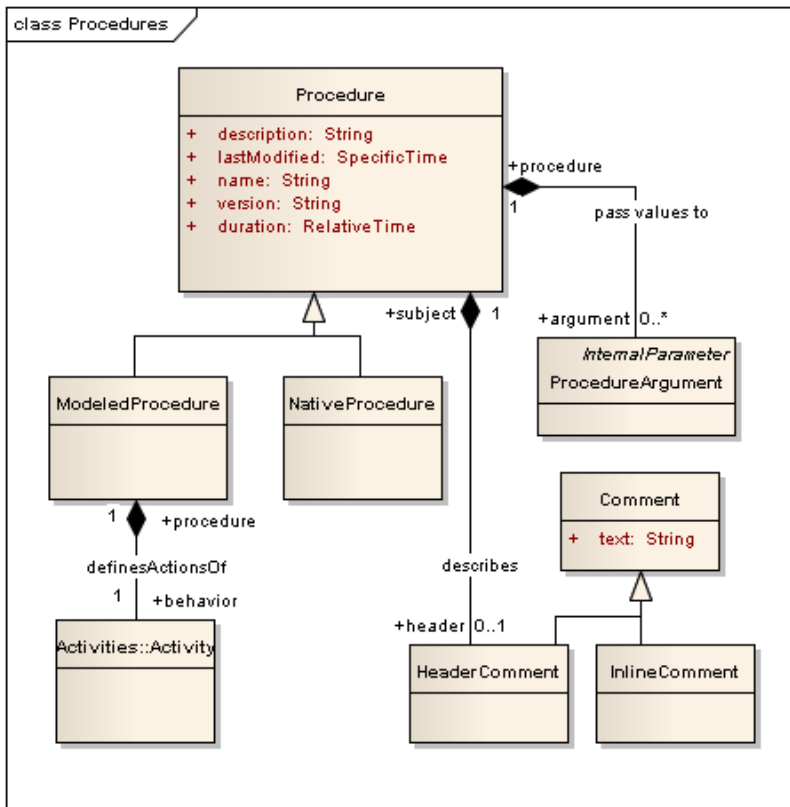 class Procedures
Procedure
+ description: String
+ lastModified: SpecificTime
+ name: String
+ version: String
+ duration: RelativeTime
+procedure
1
pass values to
+argument 0..*
InternalParameter
ProcedureArgument
+subject 1
ModeledProcedure
NativeProcedure
1 +procedure
definesActionsOf
1 +behavior
Activities::Activity
Comment
+ text: String
describes
+header 0..1
HeaderComment
InlineComment